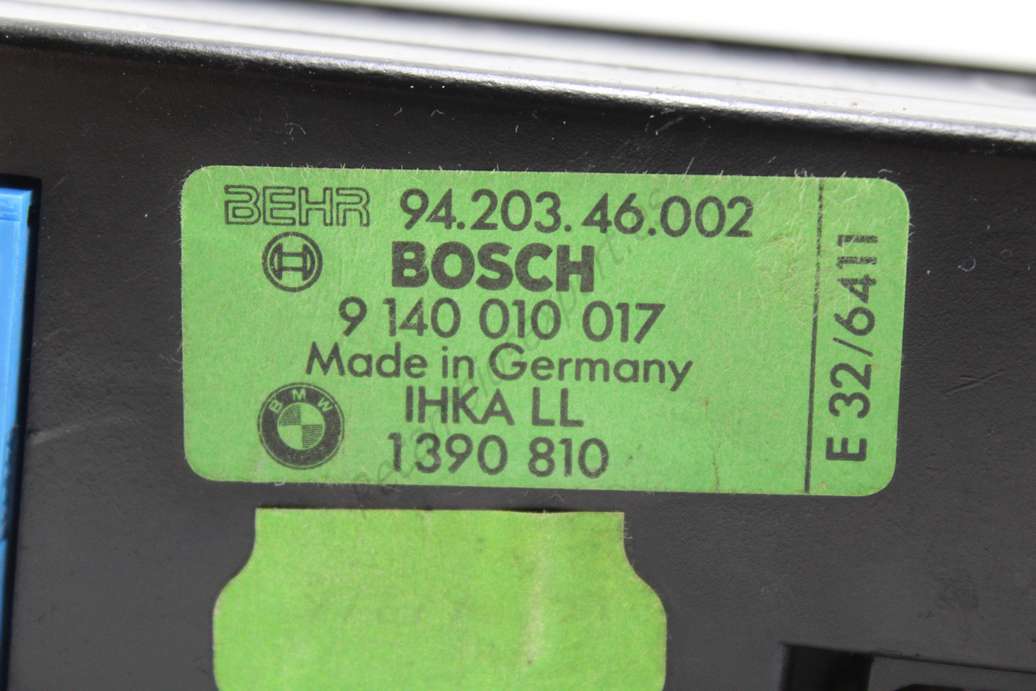 BEHR 94.203.46.002
BOSCH
9 140 010 017
Made in Germany
BMW
IHKA LL
1390 810
E 32/6411